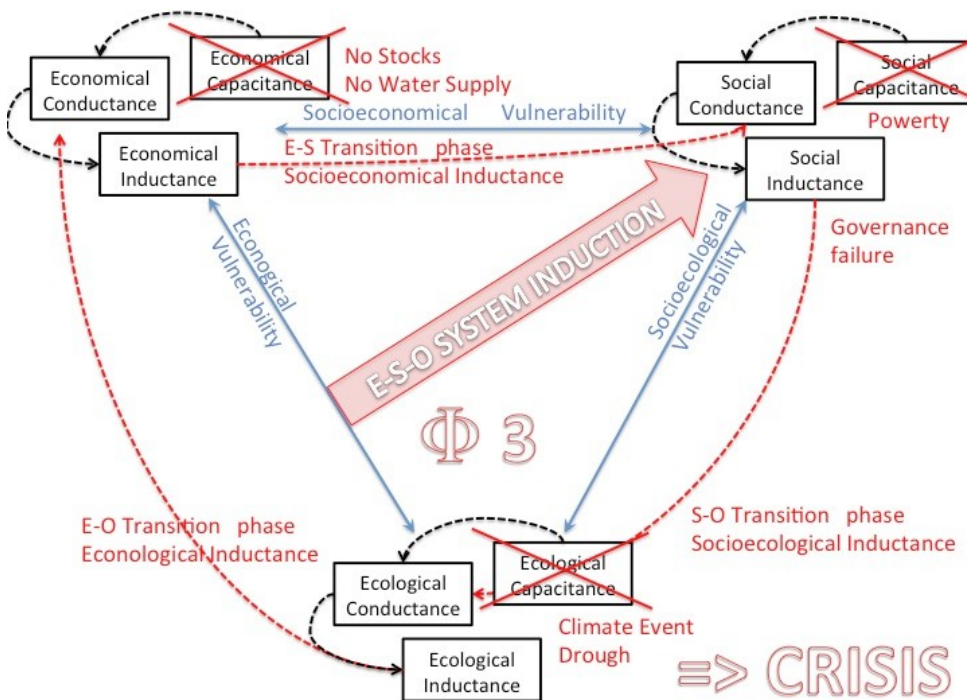 Economical
Capacitance
No Stocks
No Water Supply
Economical
Conductance
Social
Capacitance
Social
Conductance
Powerty
Socioeconomical Vulnerability
E-S Transition phase
Socioeconomical Inductance
Economical
Inductance
Social
Inductance
Governance
failure
Econogical
Vulnerability
E-S-O SYSTEM INDUCTION
Socioecological
Vulnerability
Φ 3
E-O Transition phase
Econological Inductance
S-O Transition phase
Socioecological Inductance
Ecological
Capacitance
Ecological
Conductance
Climate Event
Drough
Ecological
Inductance
=> CRISIS